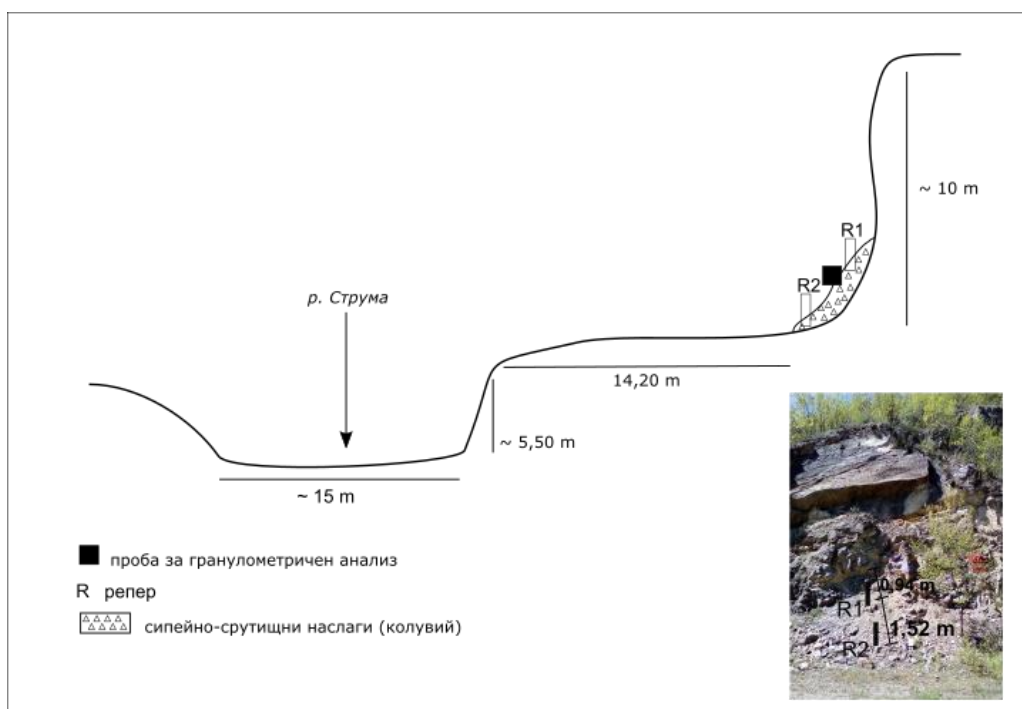 ~ 10 m
R1
R2
р. Струма
14,20 m
~ 5,50 m
~ 15 m
проба за гранулометричен анализ
R репер
сипейно-срутищни наслаги (колувий)
0.94 m
R1
1,52 m
R2